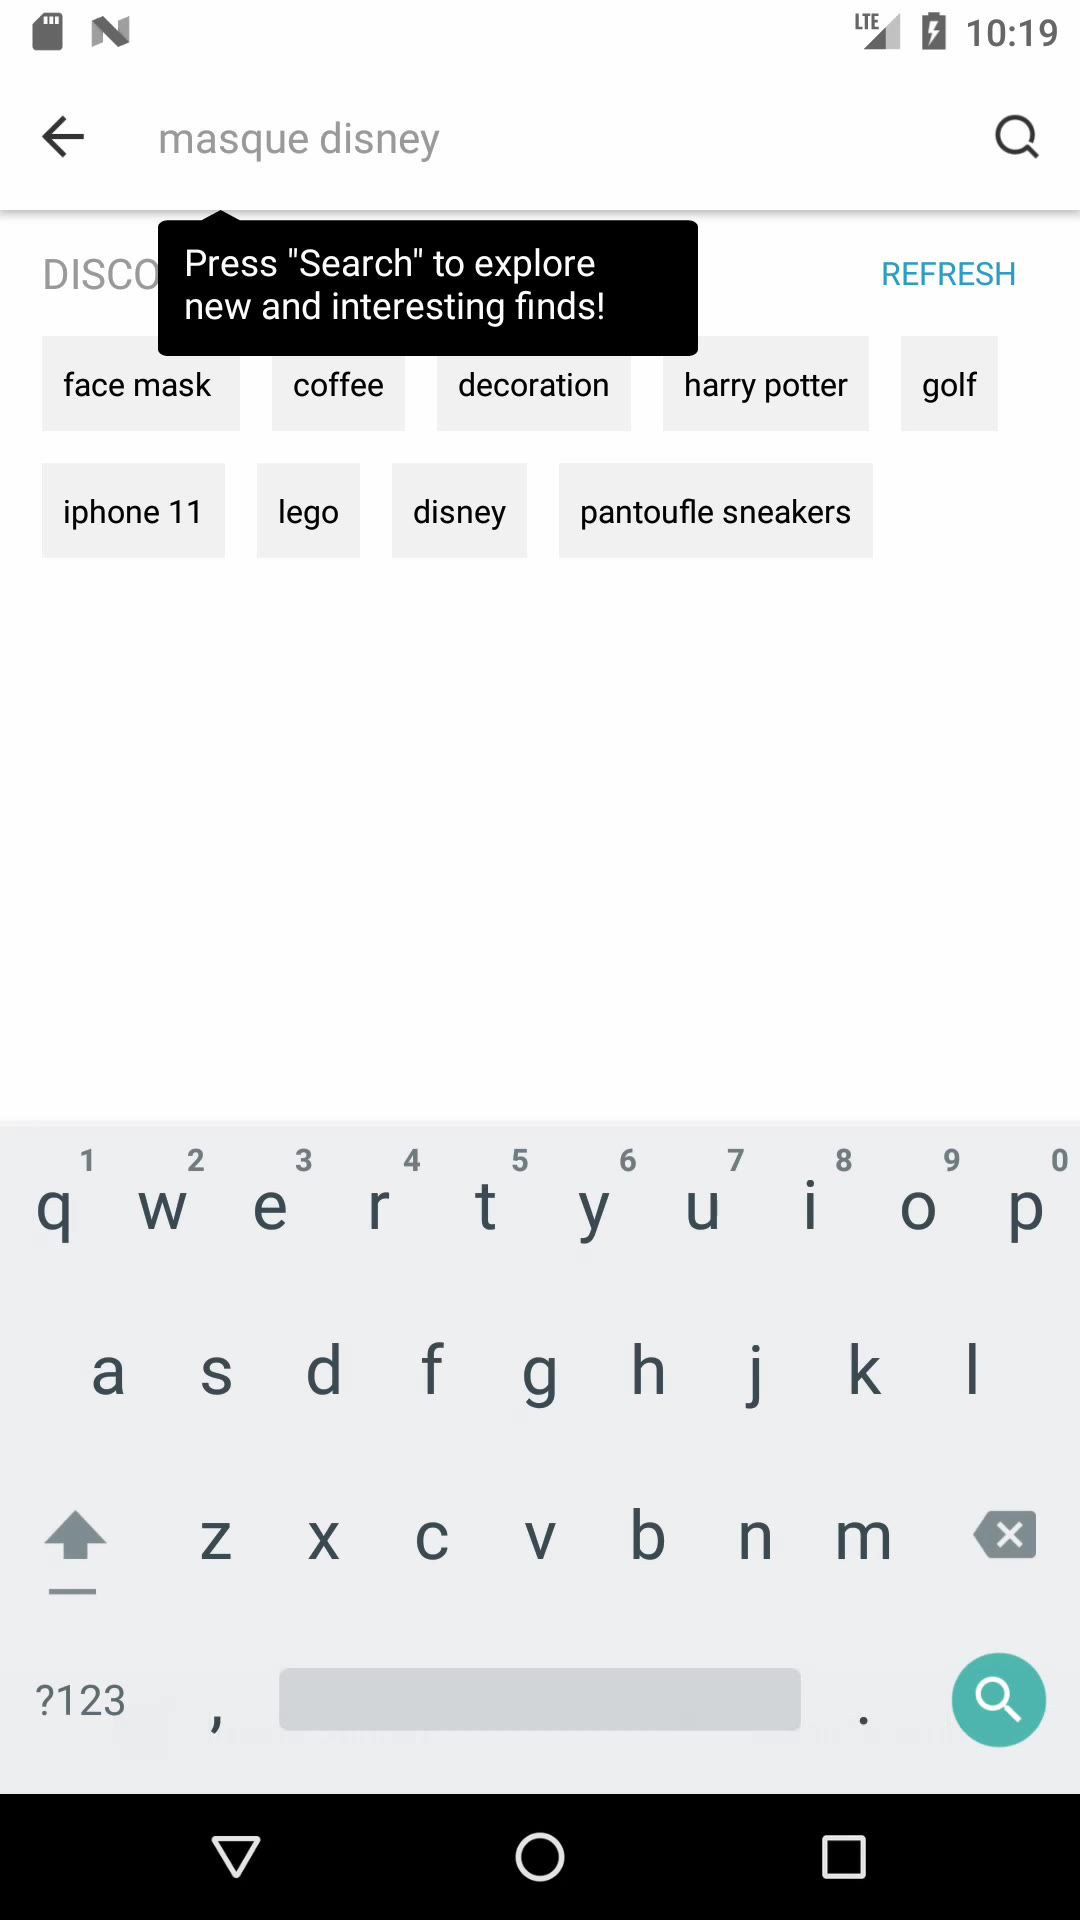 LTE 10:19
masque disney
Press "Search" to explore
new and interesting finds!
DISCO
REFRESH
face mask coffee decoration harry potter golf
iphone 11 lego disney pantoufle sneakers
1 2 3 4 5 6 7 8 9 0
q w e r t y u i o p
a s d f g h j k l
z x c v b n m
?123 , .